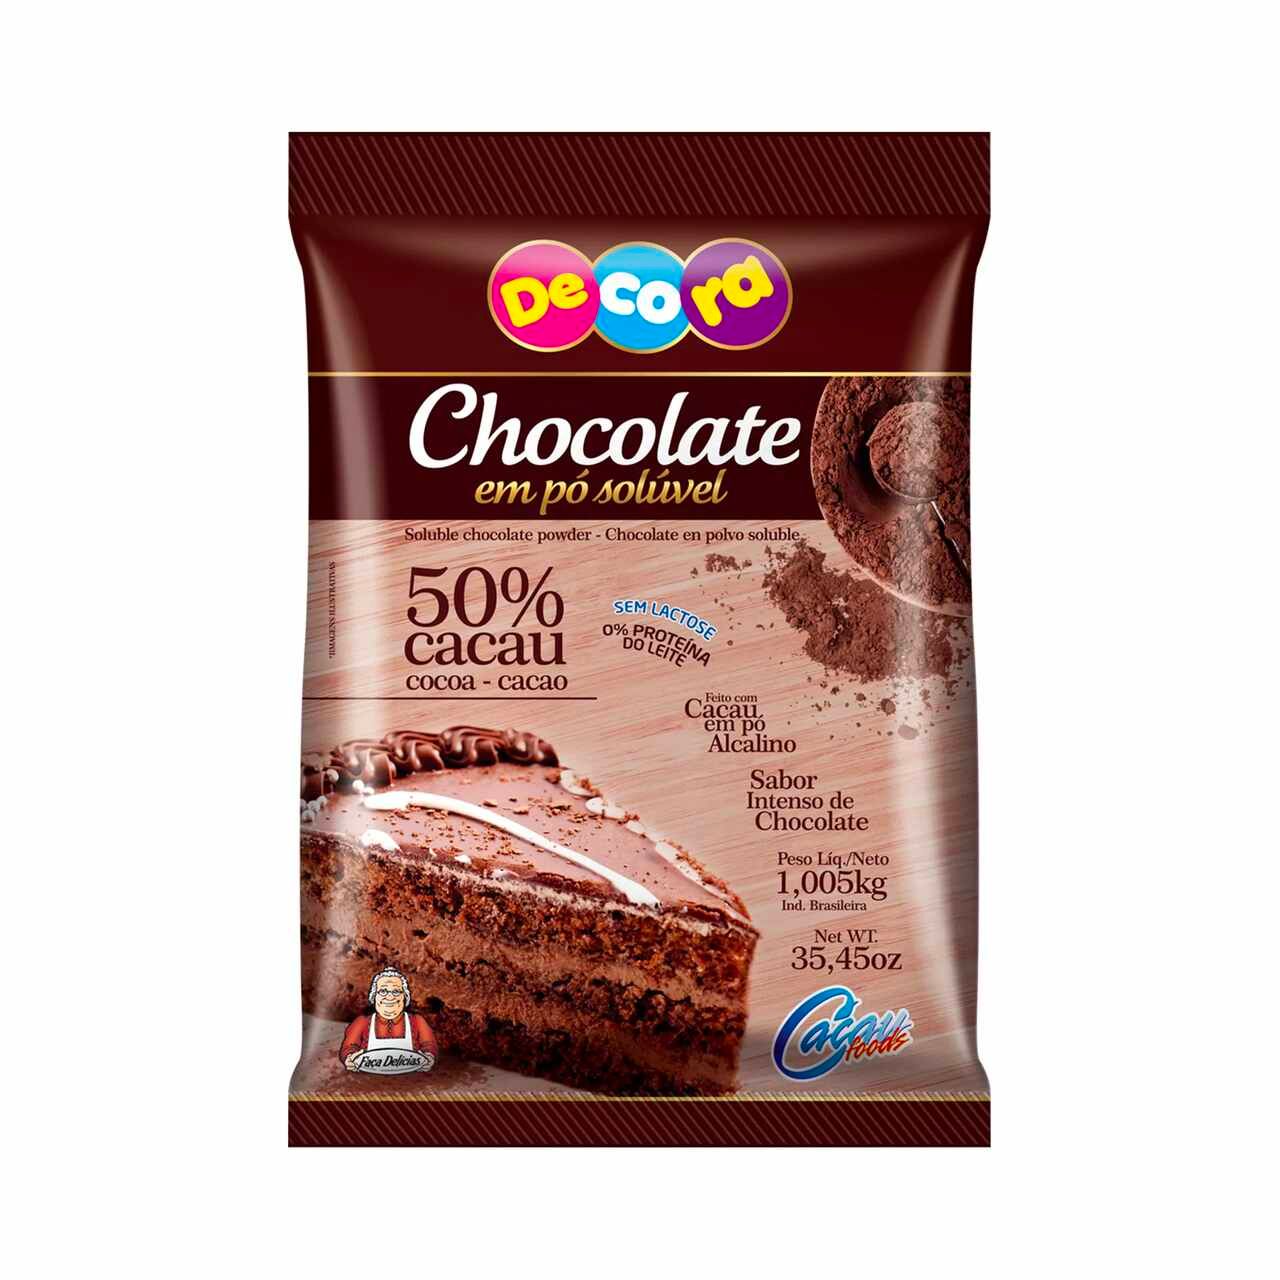 Decora
Chocolate
em pó solúvel
Soluble chocolate powder - Chocolate en polvo soluble
50%
cacau
cocoa - cacao
*IMAGENS ILUSTRATIVAS
SEM LACTOSE
0% PROTEÍNA
DO LEITE
Feito com
Cacau
em pó
Alcalino
Sabor
Intenso de
Chocolate
Peso Líq./Neto
1,005kg
Ind. Brasileira
Net WT.
35,45oz
Faça Delícias
Cacau
foods